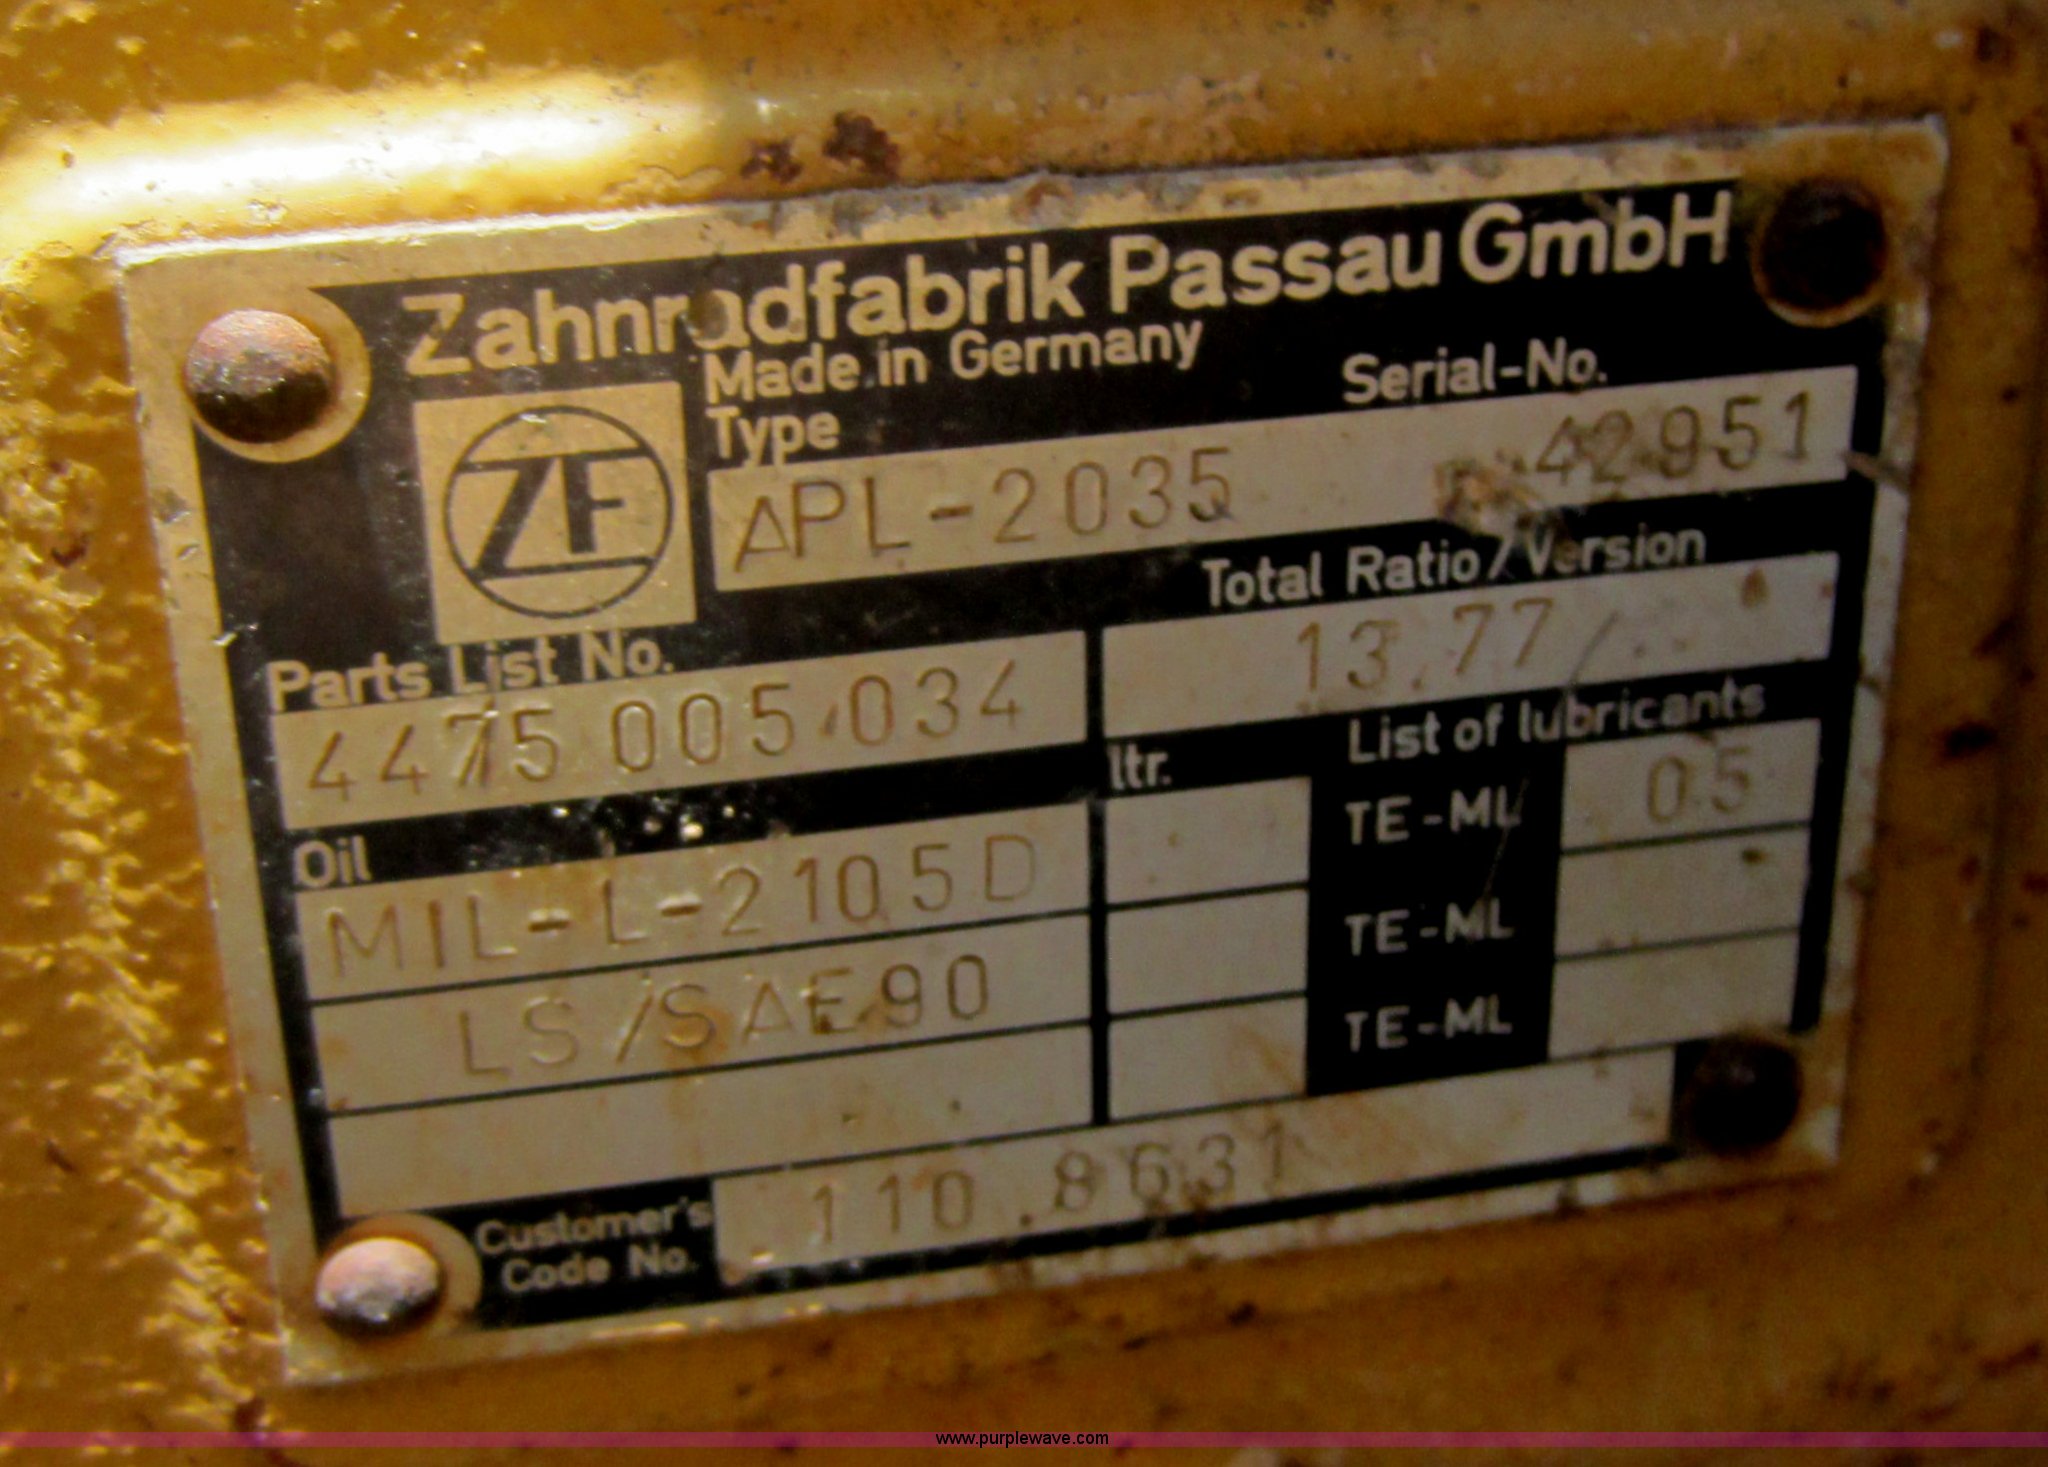 Zahnradfabrik Passau GmbH
Made in Germany
Serial-No.
Type
ZF
APL-2035 42951
Total Ratio/Version
Parts List No.
13.77
4475 005 034
List of lubricants
ltr.
TE-ML 05
Oil
MIL-L-2105D
TE-ML
LS/SAE90
TE-ML
Customer's
Code No.
110.8631
www.purplewave.com